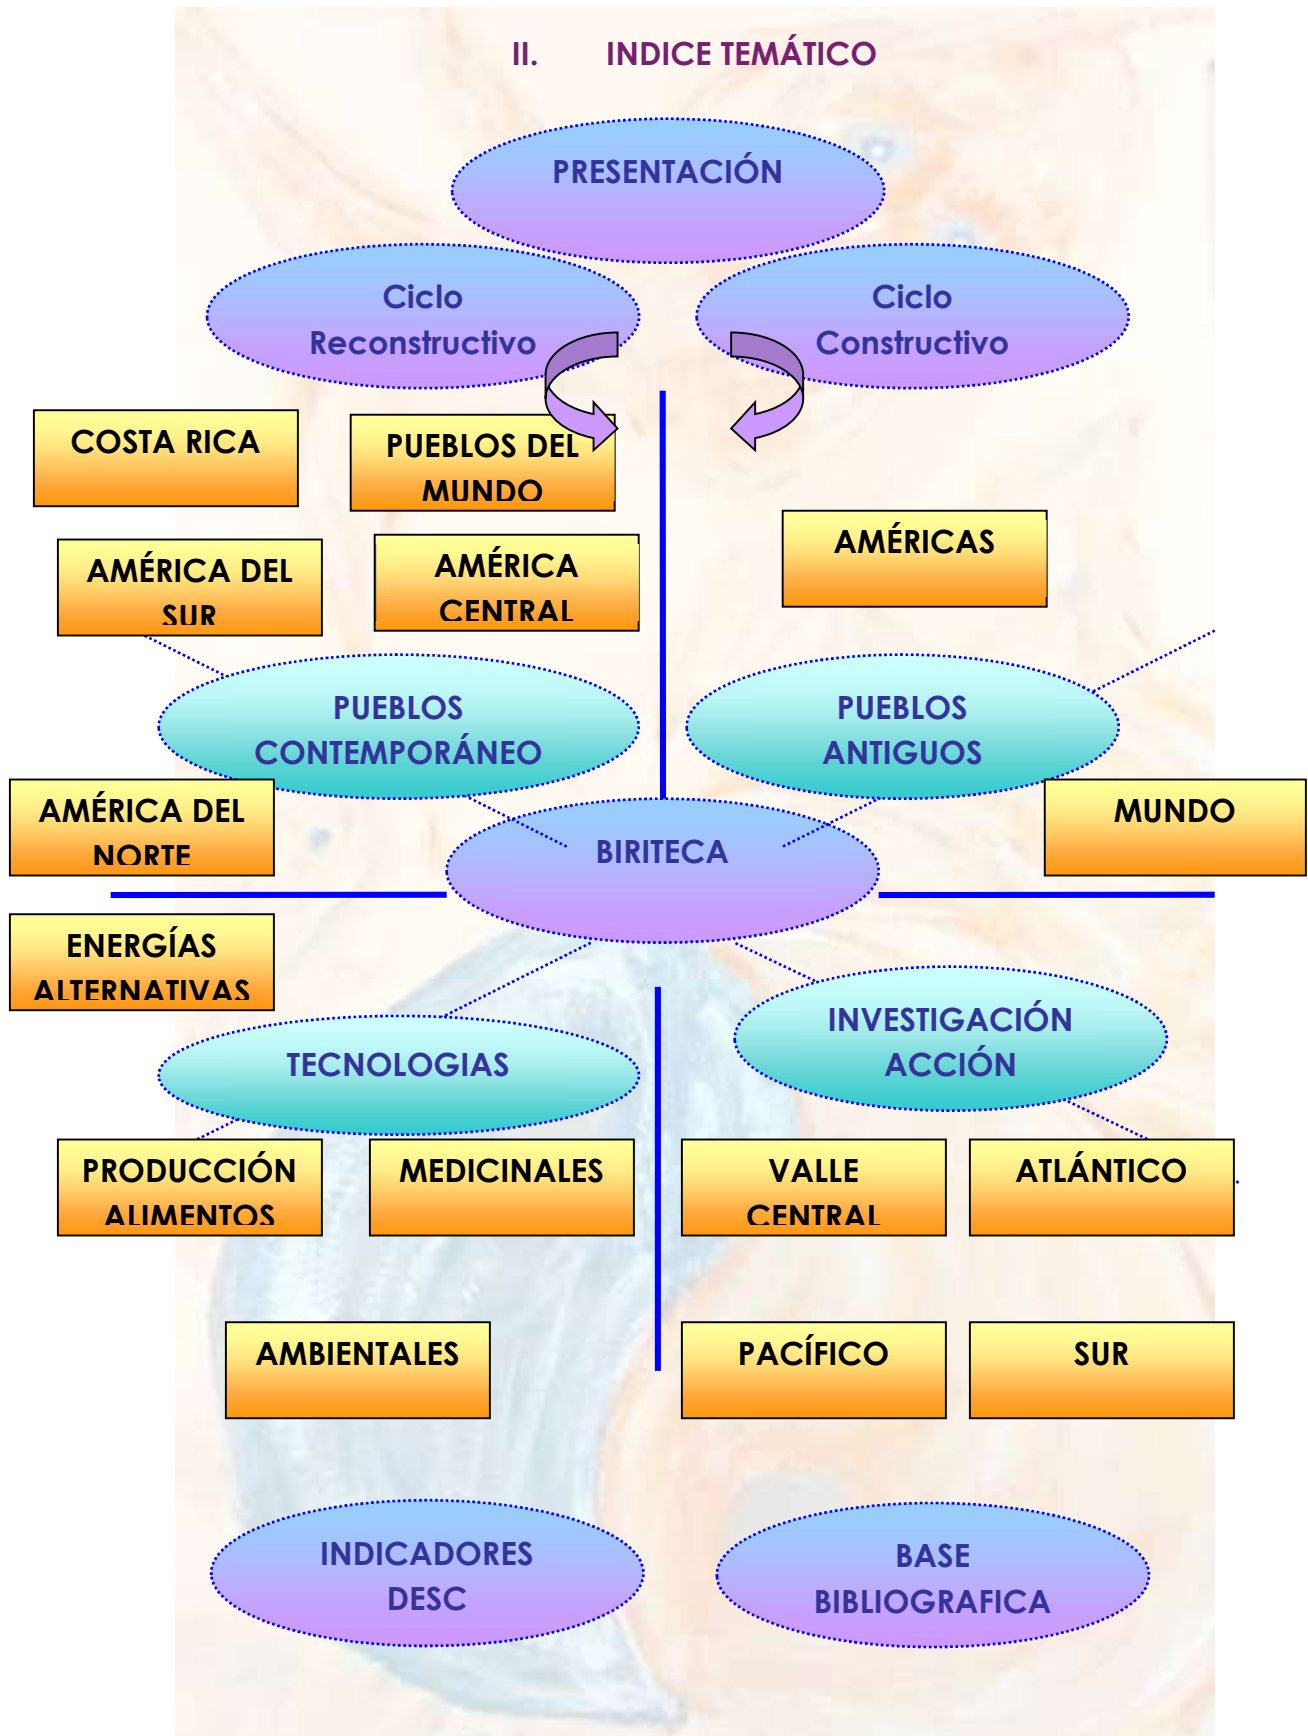 II. INDICE TEMÁTICO
PRESENTACIÓN
Ciclo
Reconstructivo
Ciclo
Constructivo
COSTA RICA
PUEBLOS DEL
MUNDO
AMÉRICAS
AMÉRICA DEL
SUR
AMÉRICA
CENTRAL
PUEBLOS
CONTEMPORÁNEO
PUEBLOS
ANTIGUOS
AMÉRICA DEL
NORTE
MUNDO
BIRITECA
ENERGÍAS
ALTERNATIVAS
TECNOLOGIAS
INVESTIGACIÓN
ACCIÓN
PRODUCCIÓN
ALIMENTOS
MEDICINALES
VALLE
CENTRAL
ATLÁNTICO
AMBIENTALES
PACÍFICO
SUR
INDICADORES
DESC
BASE
BIBLIOGRAFICA